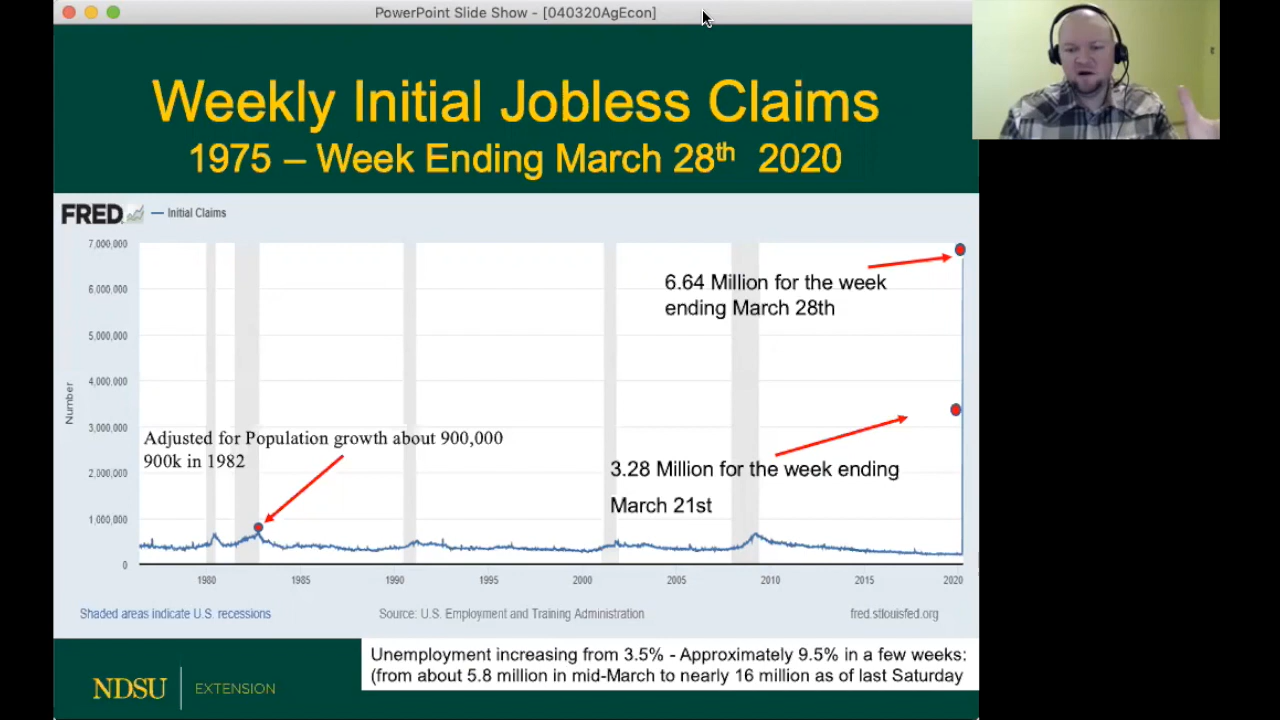 PowerPoint Slide Show - [040320AgEcon]
Weekly Initial Jobless Claims
1975 – Week Ending March 28th 2020
FRED — Initial Claims
7,000,000
6,000,000
5,000,000
4,000,000
3,000,000
2,000,000
1,000,000
0
Number
6.64 Million for the week
ending March 28th
Adjusted for Population growth about 900,000
900k in 1982
3.28 Million for the week ending
March 21st
1980 1985 1990 1995 2000 2005 2010 2015 2020
Shaded areas indicate U.S. recessions Source: U.S. Employment and Training Administration fred.stlouisfed.org
Unemployment increasing from 3.5% - Approximately 9.5% in a few weeks:
(from about 5.8 million in mid-March to nearly 16 million as of last Saturday
NDSU EXTENSION